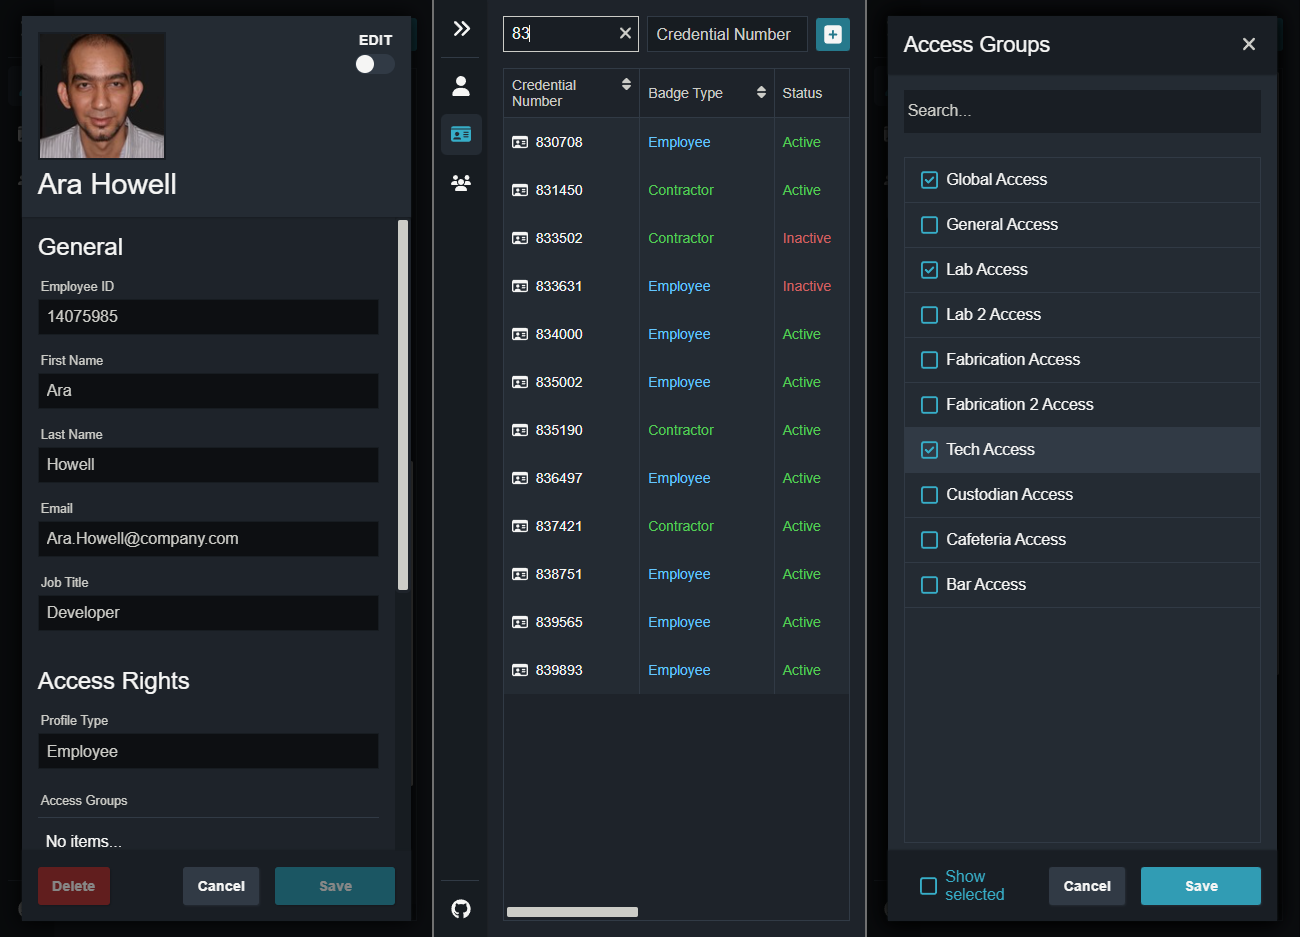 EDIT
Ara Howell
General
Employee ID
14075985
First Name
Ara
Last Name
Howell
Email
Ara.Howell@company.com
Job Title
Developer
Access Rights
Profile Type
Employee
Access Groups
No items...
Delete
Cancel
Save
83
Credential Number
Credential Number
Badge Type
Status
830708 Employee Active
831450 Contractor Active
833502 Contractor Inactive
833631 Employee Inactive
834000 Employee Active
835002 Employee Active
835190 Contractor Active
836497 Employee Active
837421 Contractor Active
838751 Employee Active
839565 Employee Active
839893 Employee Active
Access Groups
Search...
Global Access
General Access
Lab Access
Lab 2 Access
Fabrication Access
Fabrication 2 Access
Tech Access
Custodian Access
Cafeteria Access
Bar Access
Show
selected
Cancel
Save